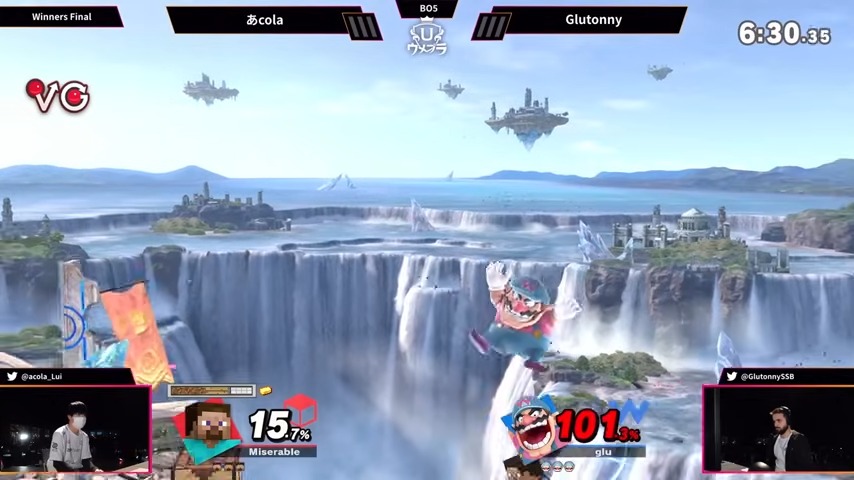 Winners Final
あcola
BO5
Glutonny
U
ウメブラ
6:30.35
VG
@acola_Lui
@GlutonnySSB
15.7%
101.3%
Miserable
glu